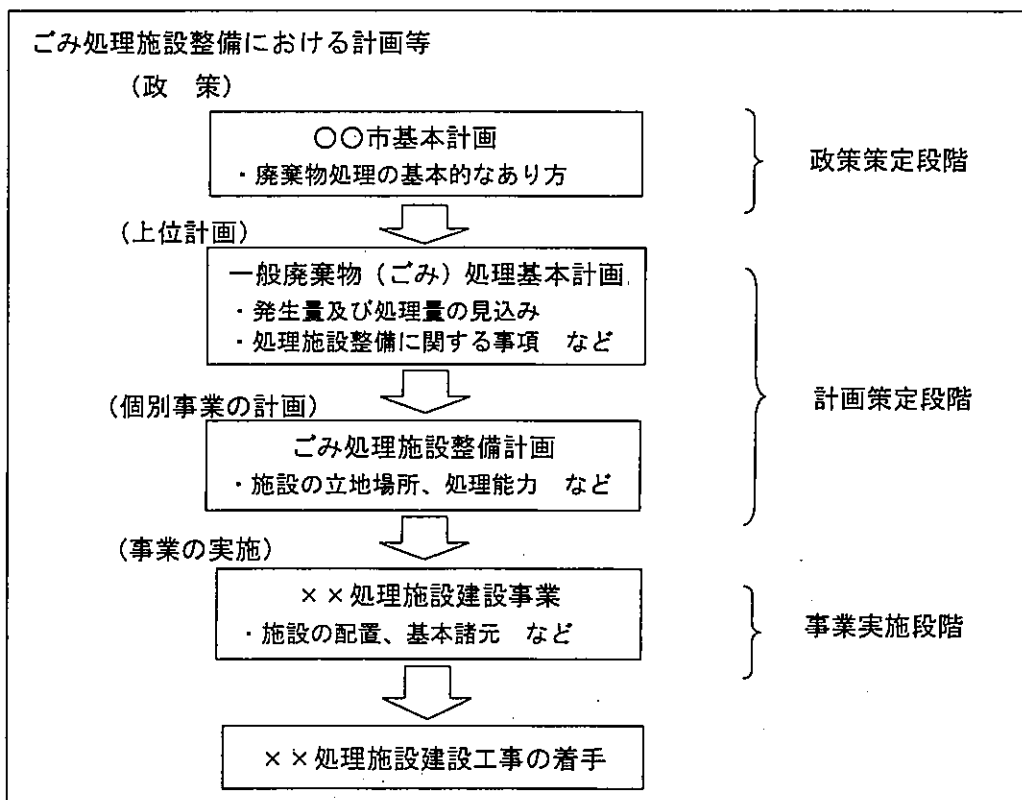 ごみ処理施設整備における計画等
(政　策)
〇〇市基本計画
・廃棄物処理の基本的なあり方
政策策定段階
(上位計画)
一般廃棄物（ごみ）処理基本計画
・発生量及び処理量の見込み
・処理施設整備に関する事項　など
計画策定段階
(個別事業の計画)
ごみ処理施設整備計画
・施設の立地場所、処理能力　など
(事業の実施)
××処理施設建設事業
・施設の配置、基本諸元　など
事業実施段階
××処理施設建設工事の着手